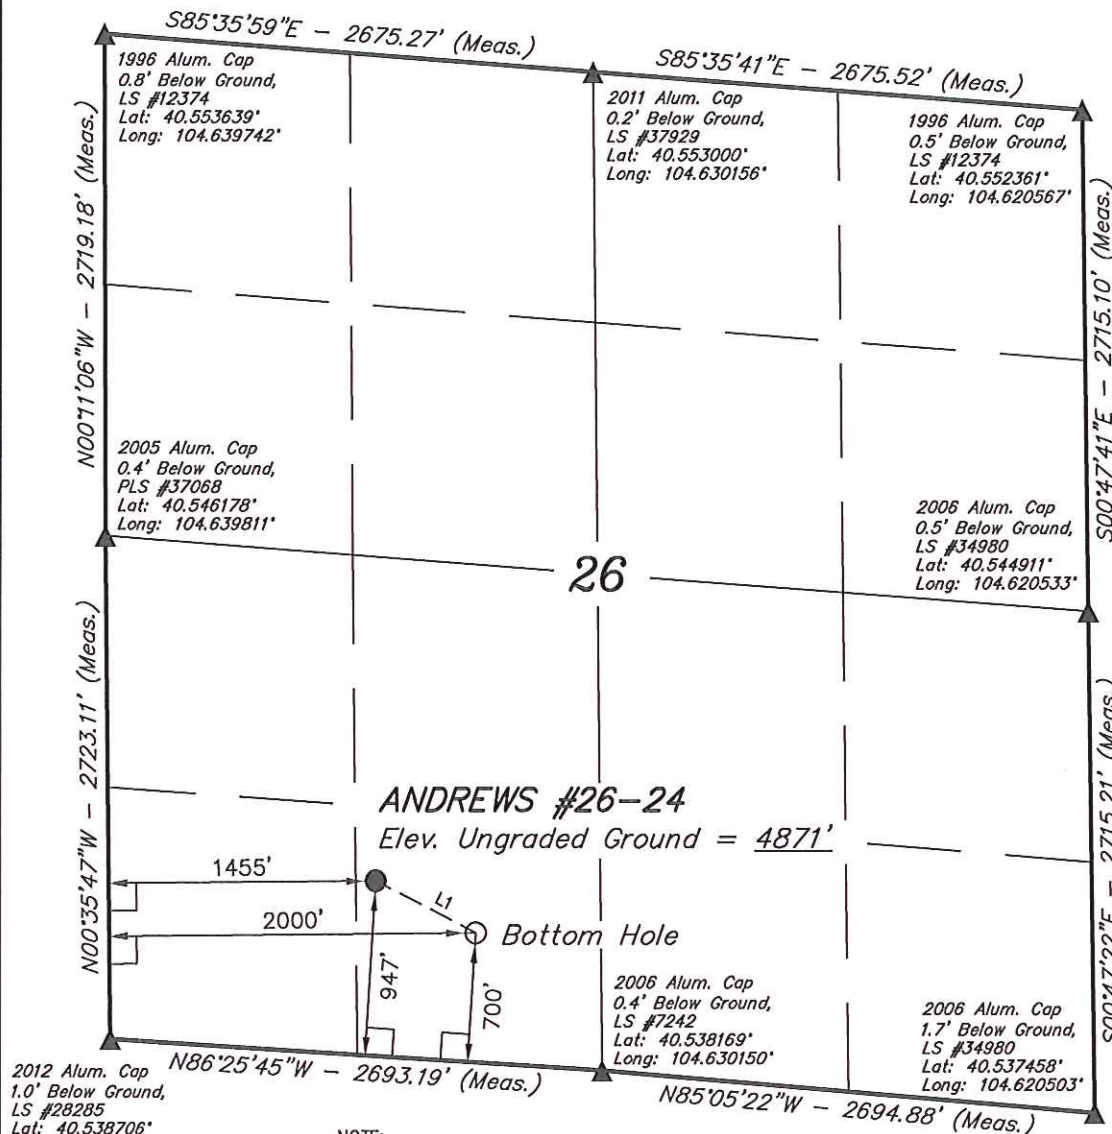 S85°35'59"E - 2675.27' (Meas.)
S85°35'41"E - 2675.52' (Meas.)
1996 Alum. Cap
0.8' Below Ground,
LS #12374
Lat: 40.553639°
Long: 104.639742°
2011 Alum. Cap
0.2' Below Ground,
LS #37929
Lat: 40.553000°
Long: 104.630156°
1996 Alum. Cap
0.5' Below Ground,
LS #12374
Lat: 40.552361°
Long: 104.620567°
N00°11'06"W - 2719.18' (Meas.)
S00°47'41"E - 2715.10' (Meas.)
2005 Alum. Cap
0.4' Below Ground,
PLS #37068
Lat: 40.546178°
Long: 104.639811°
2006 Alum. Cap
0.5' Below Ground,
LS #34980
Lat: 40.544911°
Long: 104.620533°
26
N00°35'47"W - 2723.11' (Meas.)
S00°47'22"E - 2715.21' (Meas.)
ANDREWS #26-24
Elev. Ungraded Ground = 4871'
1455'
L1
2000'
Bottom Hole
947'
700'
2006 Alum. Cap
0.4' Below Ground,
LS #7242
Lat: 40.538169°
Long: 104.630150°
2006 Alum. Cap
1.7' Below Ground,
LS #34980
Lat: 40.537458°
Long: 104.620503°
2012 Alum. Cap
1.0' Below Ground,
LS #28285
Lat: 40.538706°
N86°25'45"W - 2693.19' (Meas.)
N85°05'22"W - 2694.88' (Meas.)
NOTE: